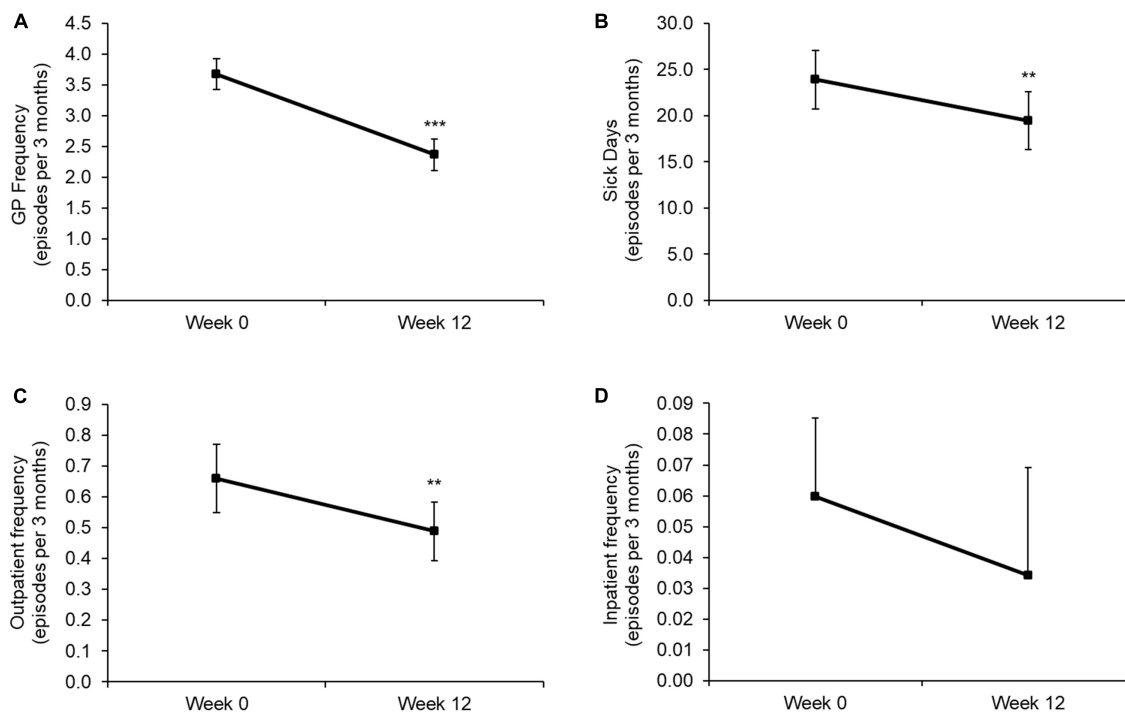 A
GP Frequency
(episodes per 3 months)
4.5
4.0
3.5
3.0
2.5
2.0
1.5
1.0
0.5
0.0
***
Week 0
Week 12
B
Sick Days
(episodes per 3 months)
30.0
25.0
20.0
15.0
10.0
5.0
0.0
**
Week 0
Week 12
C
Outpatient frequency
(episodes per 3 months)
0.9
0.8
0.7
0.6
0.5
0.4
0.3
0.2
0.1
0.0
**
Week 0
Week 12
D
Inpatient frequency
(episodes per 3 months)
0.09
0.08
0.07
0.06
0.05
0.04
0.03
0.02
0.01
0.00
Week 0
Week 12